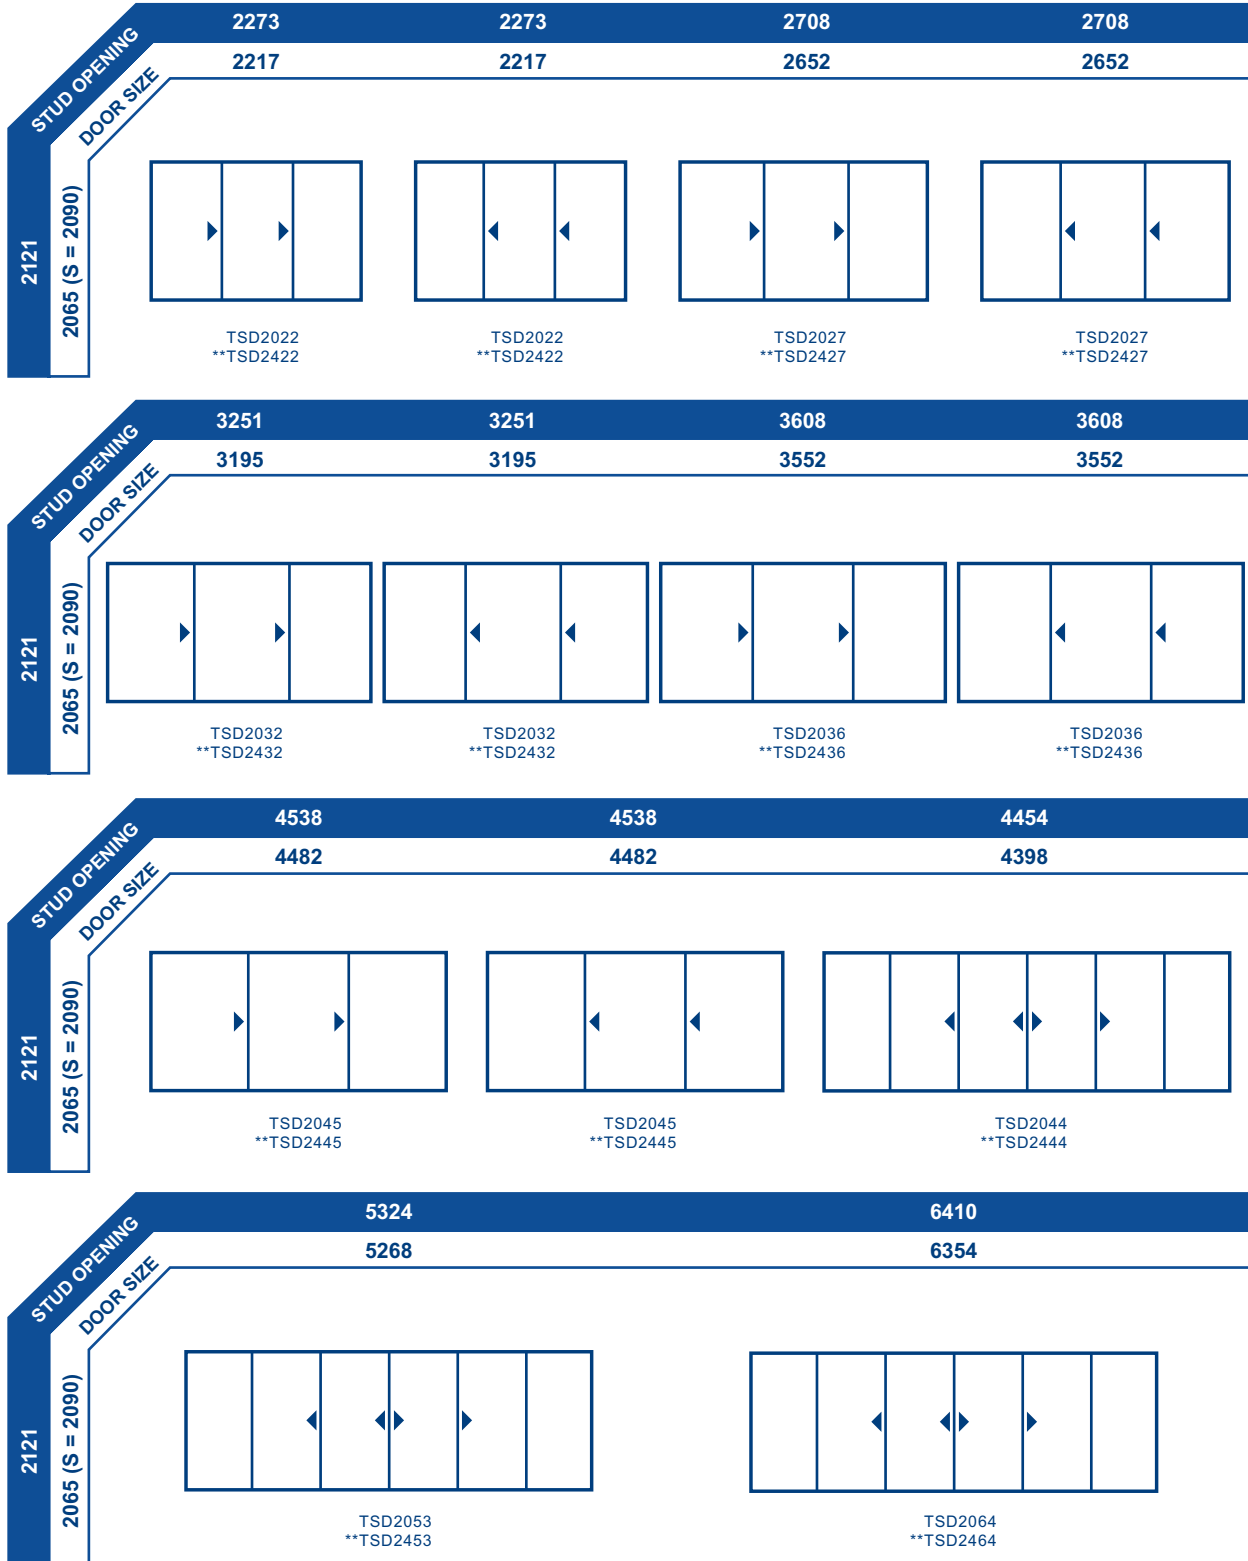 STUD OPENING
2273 2273 2708 2708
DOOR SIZE
2217 2217 2652 2652
2121
2065 (S = 2090)
TSD2022 TSD2022 TSD2027 TSD2027
**TSD2422 **TSD2422 **TSD2427 **TSD2427
STUD OPENING
3251 3251 3608 3608
DOOR SIZE
3195 3195 3552 3552
2121
2065 (S = 2090)
TSD2032 TSD2032 TSD2036 TSD2036
**TSD2432 **TSD2432 **TSD2436 **TSD2436
STUD OPENING
4538 4538 4454
DOOR SIZE
4482 4482 4398
2121
2065 (S = 2090)
TSD2045 TSD2045 TSD2044
**TSD2445 **TSD2445 **TSD2444
STUD OPENING
5324 6410
DOOR SIZE
5268 6354
2121
2065 (S = 2090)
TSD2053 TSD2064
**TSD2453 **TSD2464